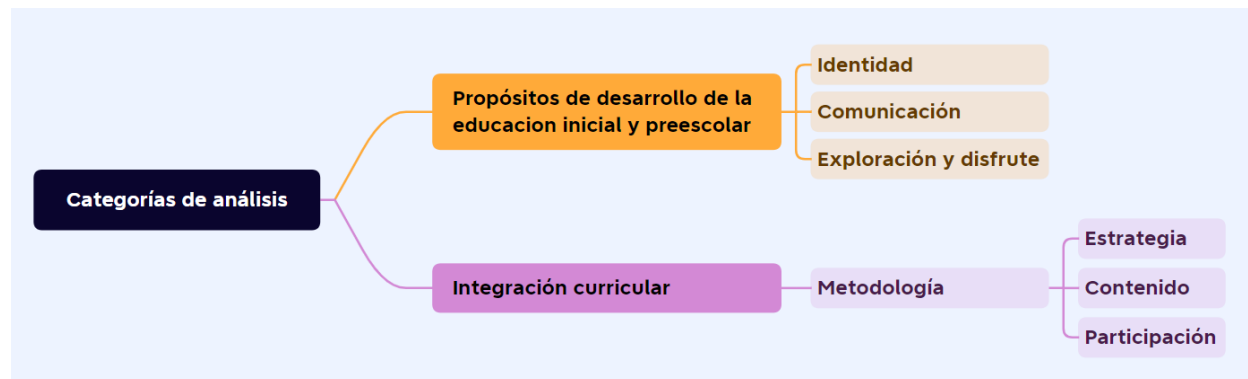 Categorías de análisis
Propósitos de desarrollo de la
educacion inicial y preescolar
Identidad
Comunicación
Exploración y disfrute
Integración curricular
Metodología
Estrategia
Contenido
Participación